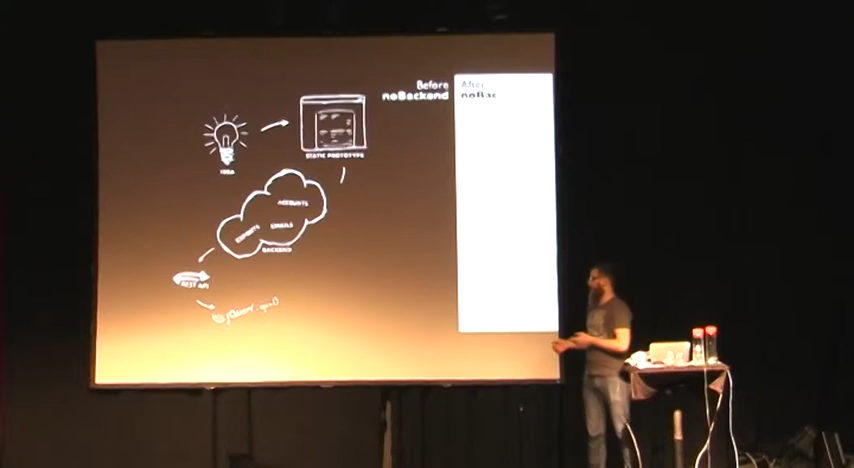 Before
noBackend
After
noBac
IDEA
STATIC PROTOTYPE
ACCOUNTS
EMAILS
BACKEND
REST API